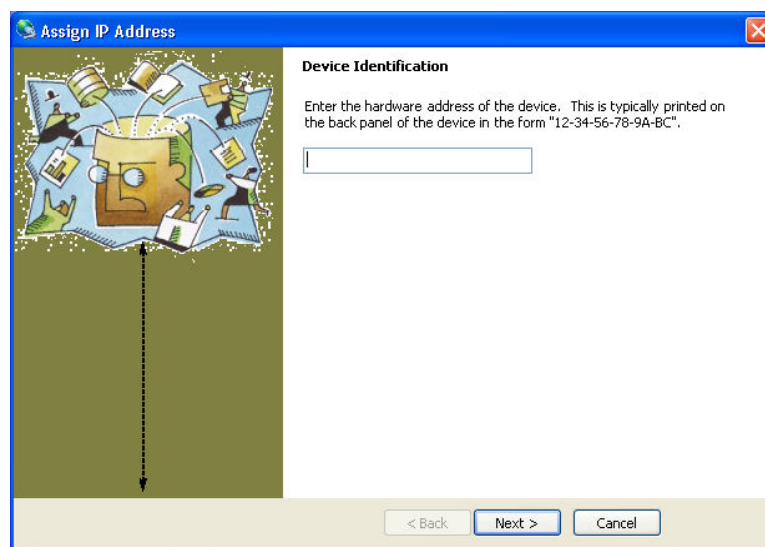 Assign IP Address
Device Identification
Enter the hardware address of the device. This is typically printed on
the back panel of the device in the form "12-34-56-78-9A-BC".
< Back Next > Cancel